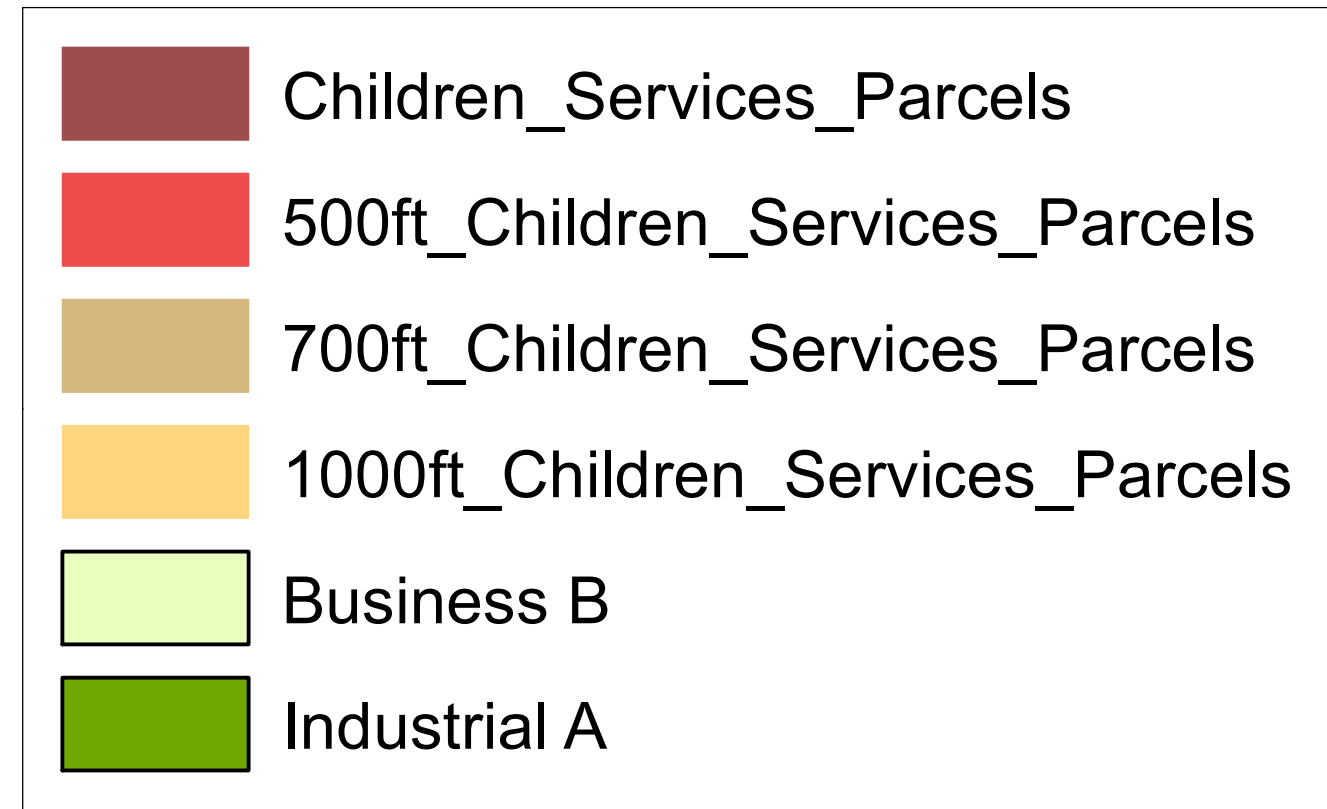 Children_Services_Parcels
500ft_Children_Services_Parcels
700ft_Children_Services_Parcels
1000ft_Children_Services_Parcels
Business B
Industrial A